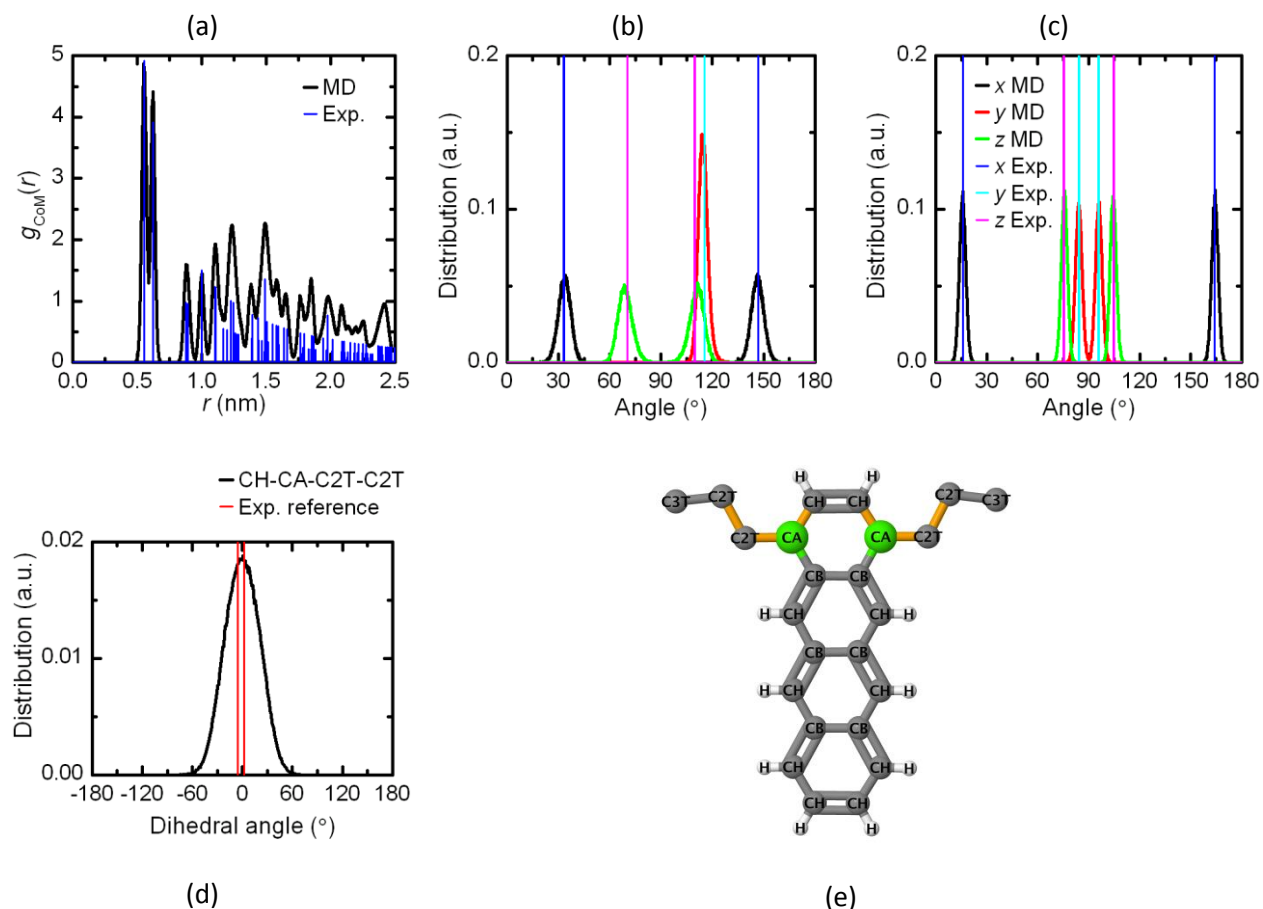 (a)
(b)
(c)
5
4
3
2
1
0
g CoM(r)
MD
Exp.
0.0 0.5 1.0 1.5 2.0 2.5
r (nm)
0.2
0.1
0.0
Distribution (a.u.)
0 30 60 90 120 150 180
Angle (°)
0.2
0.1
0.0
Distribution (a.u.)
x MD
y MD
z MD
x Exp.
y Exp.
z Exp.
0 30 60 90 120 150 180
Angle (°)
CH-CA-C2T-C2T
Exp. reference
0.02
0.01
0.00
Distribution (a.u.)
-180 -120 -60 0 60 120 180
Dihedral angle (°)
H H
C3T C2T CH CH C2T C3T
C2T CA CA C2T
CB CB
H CH CH H
CB CB
H CH CH H
CB CB
H CH CH H
CH CH
H H
(d)
(e)